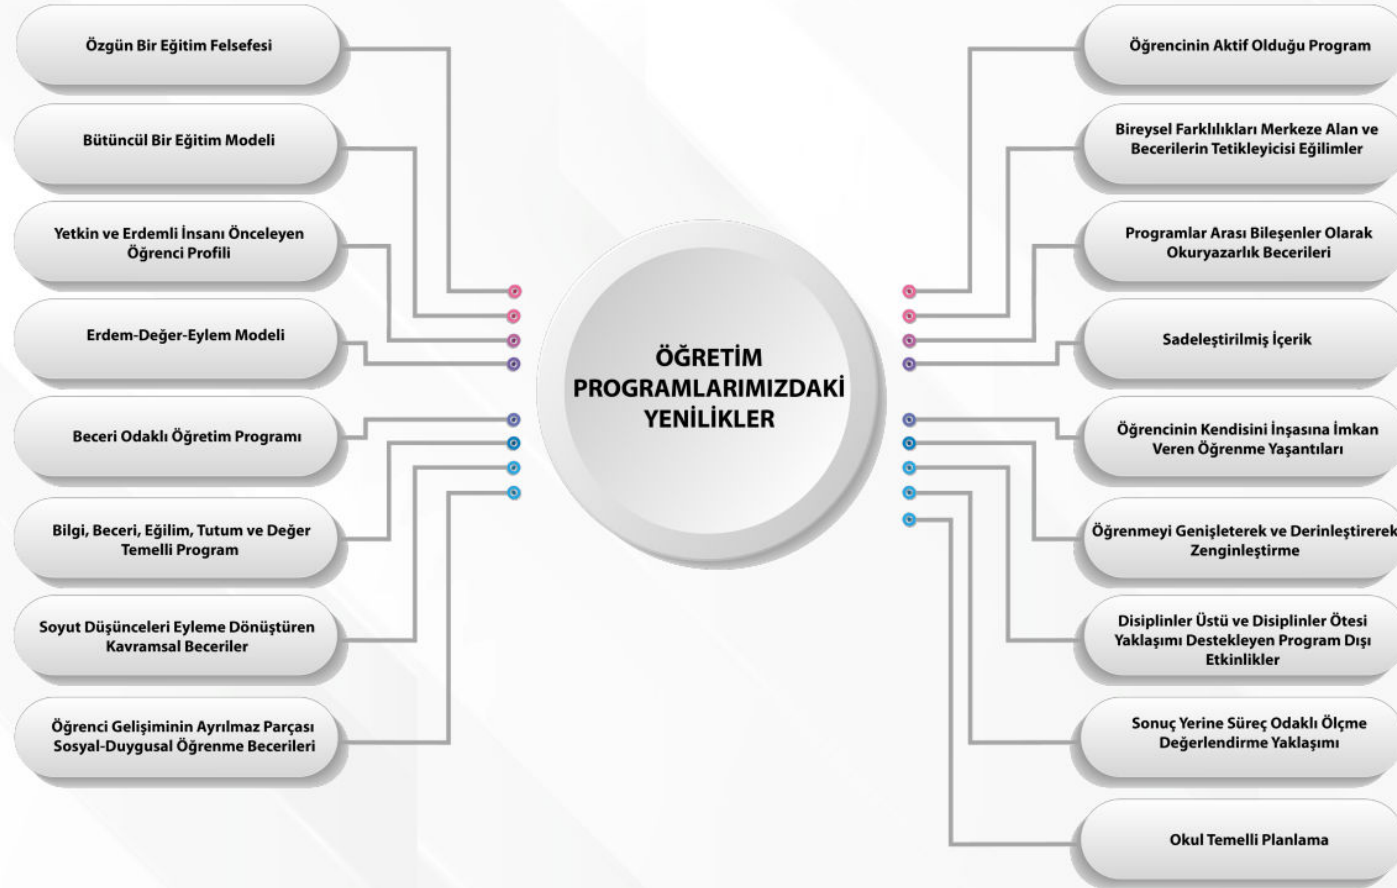 Özgün Bir Eğitim Felsefesi
Bütüncül Bir Eğitim Modeli
Yetkin ve Erdemli İnsanı Önceleyen
Öğrenci Profili
Erdem-Değer-Eylem Modeli
Beceri Odaklı Öğretim Programı
Bilgi, Beceri, Eğilim, Tutum ve Değer
Temelli Program
Soyut Düşünceleri Eyleme Dönüştüren
Kavramsal Beceriler
Öğrenci Gelişiminin Ayrılmaz Parçası
Sosyal-Duygusal Öğrenme Becerileri
ÖĞRETİM
PROGRAMLARIMIZDAKİ
YENİLİKLER
Öğrencinin Aktif Olduğu Program
Bireysel Farklılıkları Merkeze Alan ve
Becerilerin Tetikleyicisi Eğilimler
Programlar Arası Bileşenler Olarak
Okuryazarlık Becerileri
Sadeleştirilmiş İçerik
Öğrencinin Kendisini İnşasına İmkan
Veren Öğrenme Yaşantıları
Öğrenmeyi Genişleterek ve Derinleştirerek
Zenginleştirme
Disiplinler Üstü ve Disiplinler Ötesi
Yaklaşımı Destekleyen Program Dışı
Etkinlikler
Sonuç Yerine Süreç Odaklı Ölçme
Değerlendirme Yaklaşımı
Okul Temelli Planlama